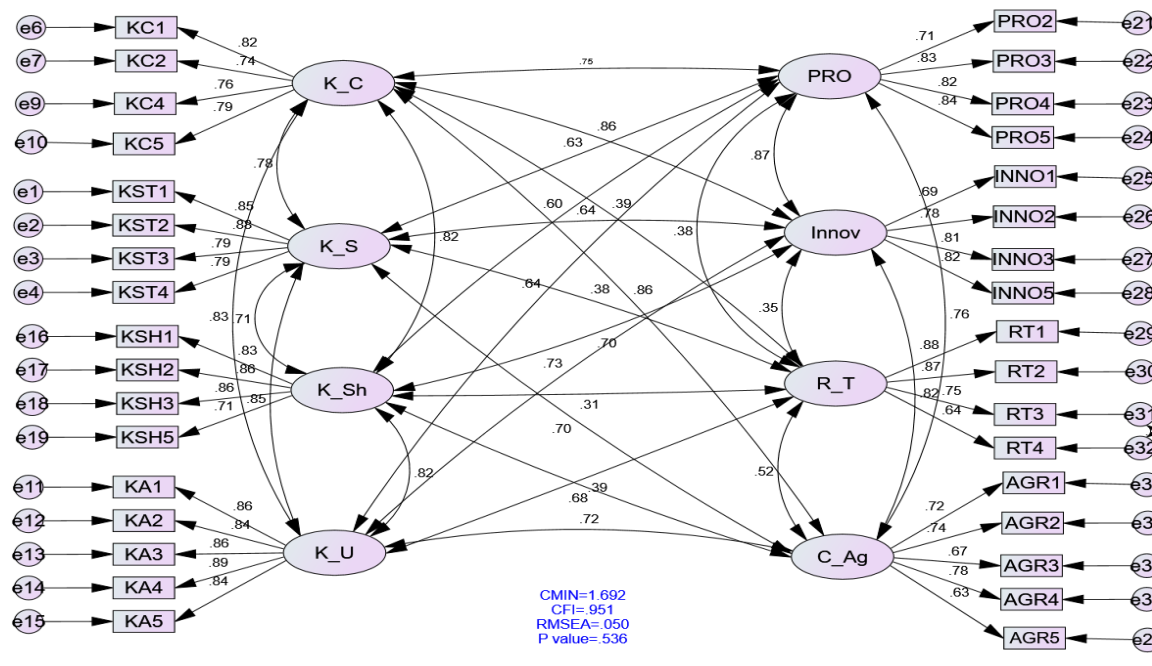 e6 KC1 .82 K_C .75 PRO .71 PRO2 e21
e7 KC2 .74 .83 PRO3 e22
e9 KC4 .76 .82 PRO4 e23
e10 KC5 .79 .84 PRO5 e24
.78 .86 .63 .87
e1 KST1 .85 K_S .60 .64 .39 .38 Innov .69 INNO1 e25
e2 KST2 .88 .82 .78 INNO2 e26
e3 KST3 .79 .81 INNO3 e27
e4 KST4 .79 .64 .38 .86 .82 INNO5 e28
.83 .71 .73 .70 .35 .76
e16 KSH1 .83 K_Sh .31 R_T .88 RT1 e29
e17 KSH2 .86 .87 RT2 e30
e18 KSH3 .86 .82 .75 RT3 e31
e19 KSH5 .71 .85 .70 .64 RT4 e32
.82 .68 .39 .52
e11 KA1 .86 K_U .72 C_Ag .72 AGR1 e3
e12 KA2 .84 .74 AGR2 e3
e13 KA3 .86 .67 AGR3 e3
e14 KA4 .89 .78 AGR4 e3
e15 KA5 .84 .63 AGR5 e2
CMIN=1.692
CFI=.951
RMSEA=.050
P value=.536